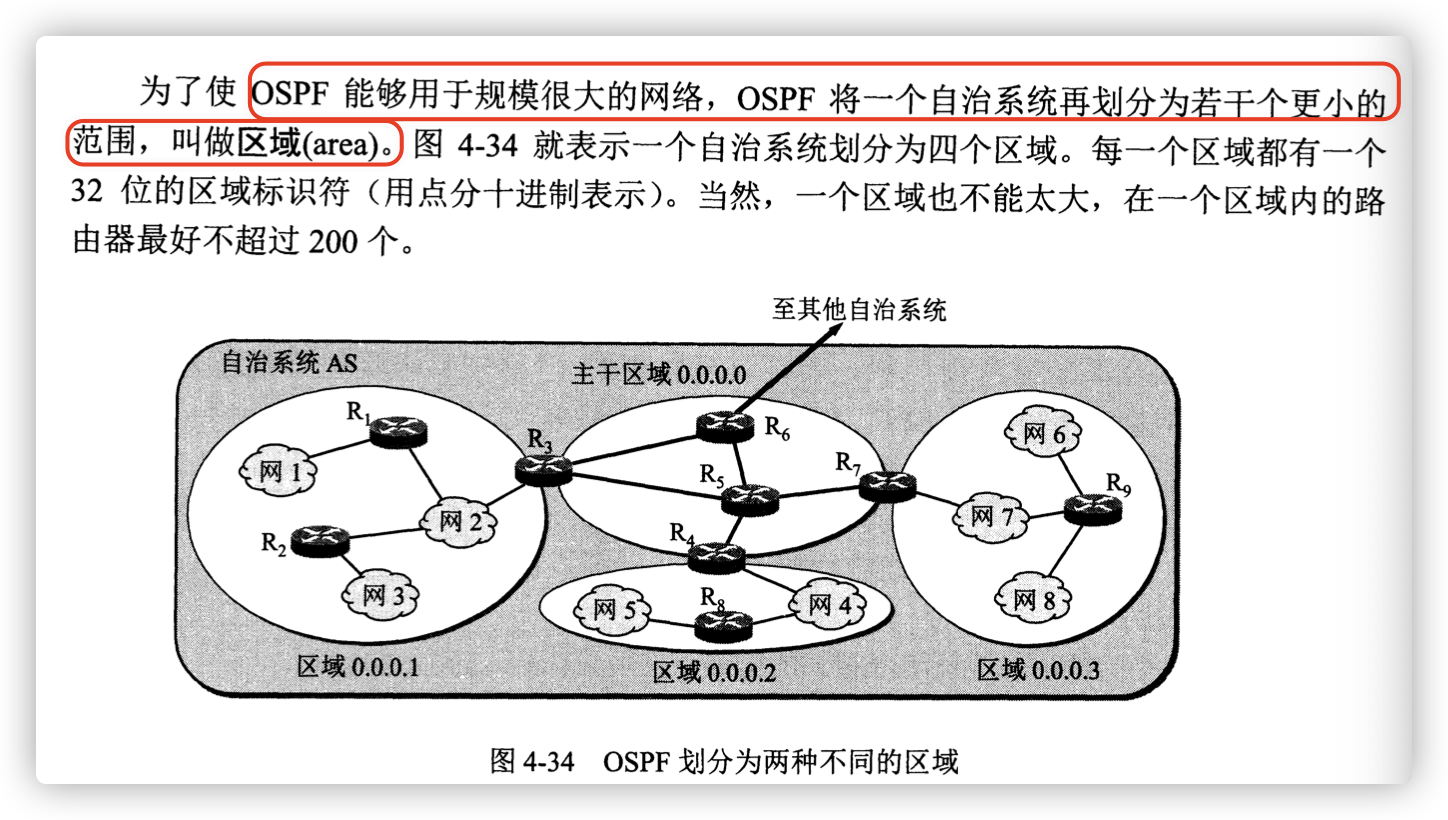 为了使 OSPF 能够用于规模很大的网络，OSPF 将一个自治系统再划分为若干个更小的
范围，叫做区域(area)。图 4-34 就表示一个自治系统划分为四个区域。每一个区域都有一个
32 位的区域标识符（用点分十进制表示）。当然，一个区域也不能太大，在一个区域内的路
由器最好不超过 200 个。
至其他自治系统
自治系统 AS
主干区域 0.0.0.0
R1
网 1
R2
网 2
网 3
R3
R6
R5
R7
R4
网 5
R8
网 4
网 6
R9
网 7
网 8
区域 0.0.0.1
区域 0.0.0.2
区域 0.0.0.3
图 4-34 OSPF 划分为两种不同的区域